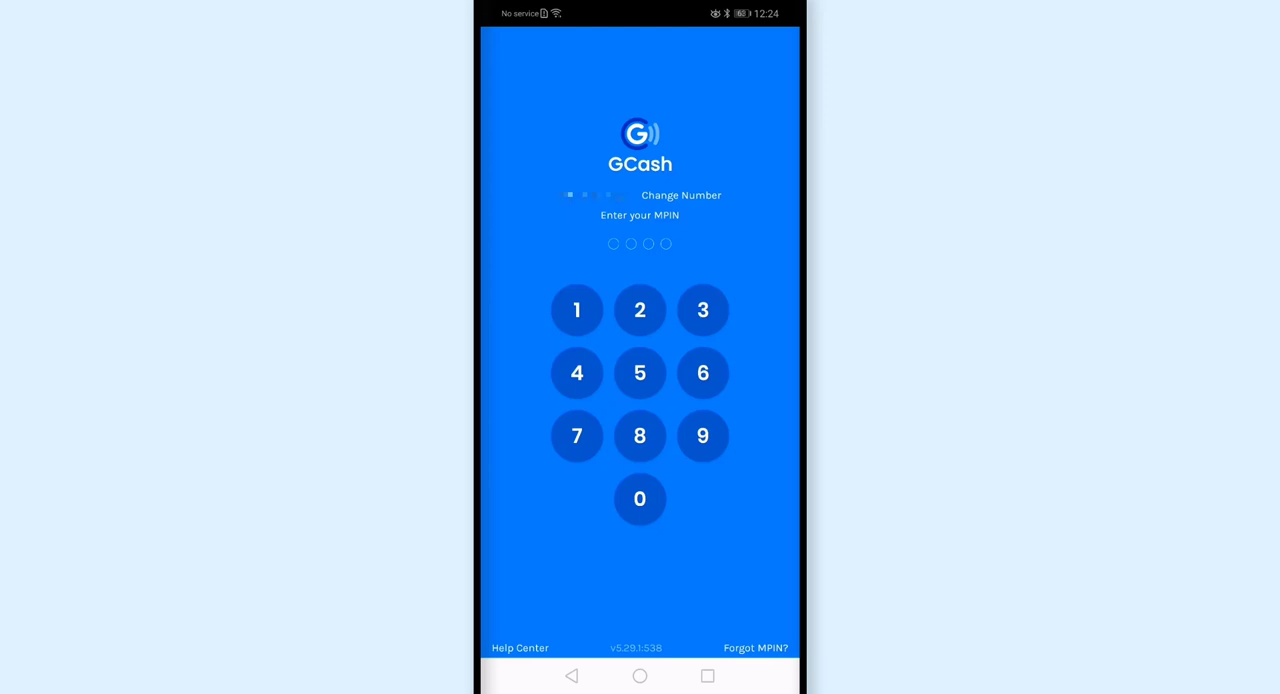 No service 63 12:24
GCash
Change Number
Enter your MPIN
1 2 3
4 5 6
7 8 9
0
Help Center v5.29.1:538 Forgot MPIN?